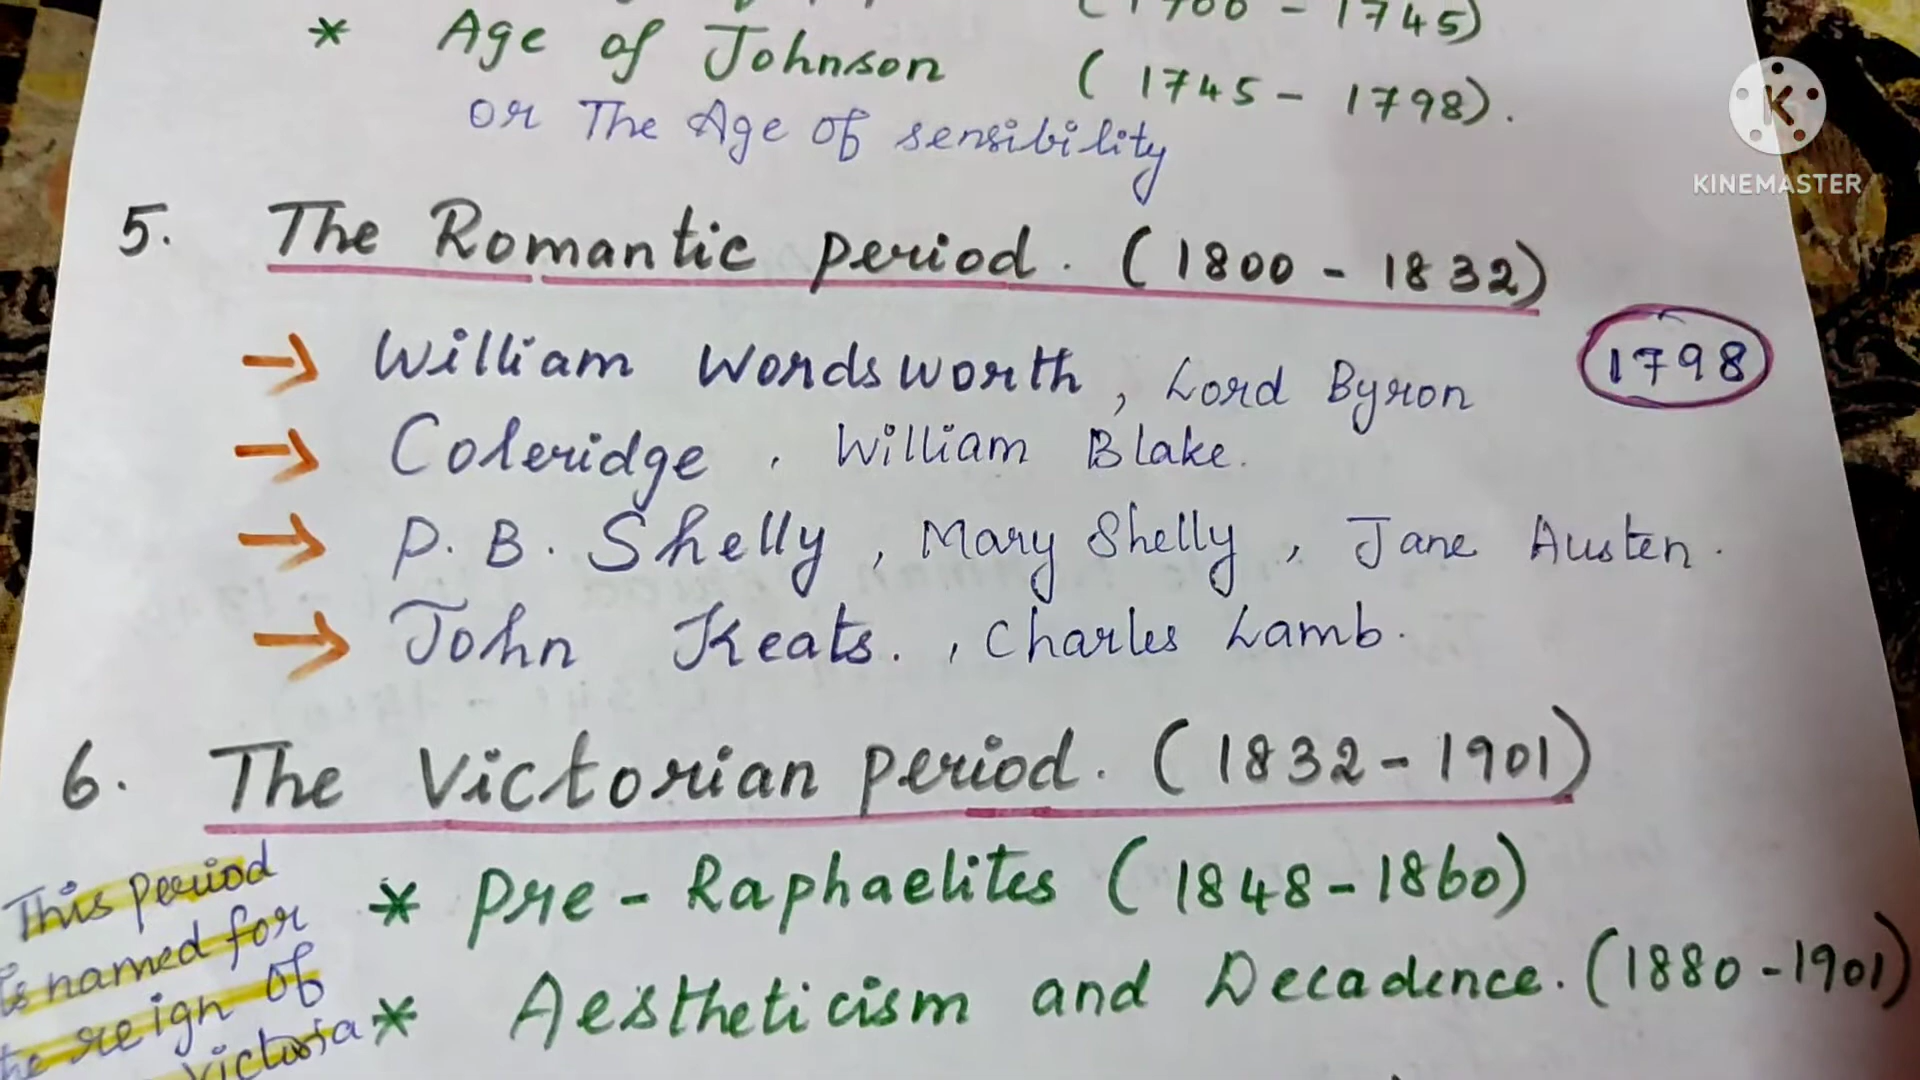 (1700 - 1745)
* Age of Johnson (1745 - 1798).
or The Age of sensibility
5. The Romantic period. (1800 - 1832)
1798
→ William Wordsworth, Lord Byron
→ Coleridge, William Blake.
→ P. B. Shelly, Mary Shelly, Jane Austen.
→ John Keats., Charles Lamb.
6. The Victorian period. (1832 - 1901)
* Pre-Raphaelites (1848-1860)
* Aestheticism and Decadence. (1880-1901)
This period
is named for
the reign of
Victoria
K
KINEMASTER